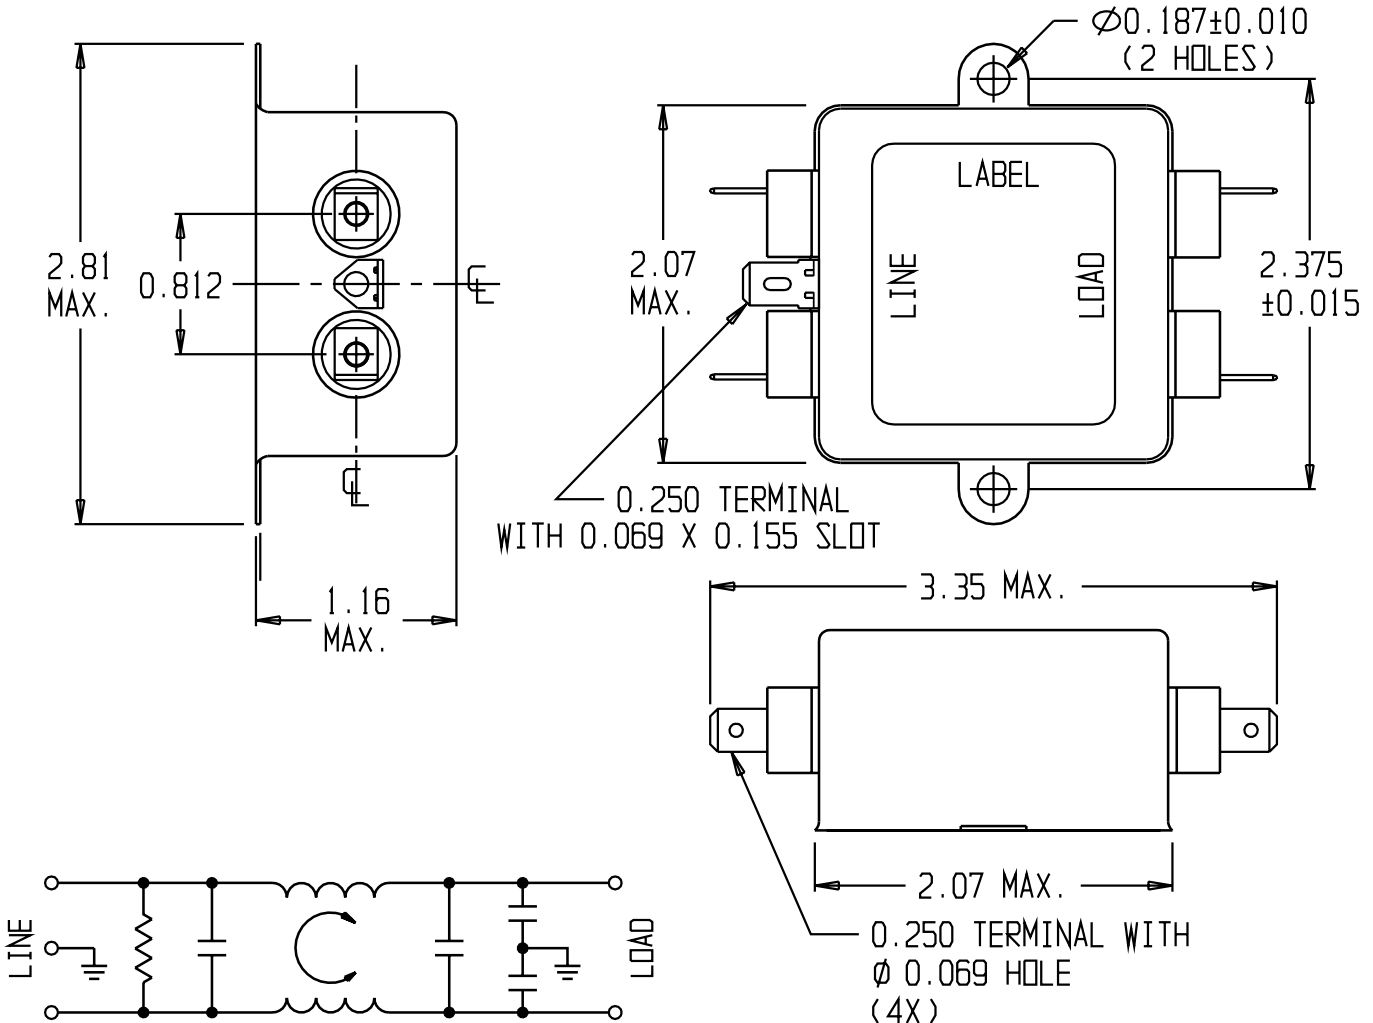 Ø0.187±0.010
(2 HOLES)
2.81
MAX.
0.812
CL
CL
1.16
MAX.
LABEL
LINE
LOAD
2.07
MAX.
2.375
±0.015
0.250 TERMINAL
WITH 0.069 X 0.155 SLOT
3.35 MAX.
2.07 MAX.
0.250 TERMINAL WITH
Ø 0.069 HOLE
(4X)
LINE
LOAD